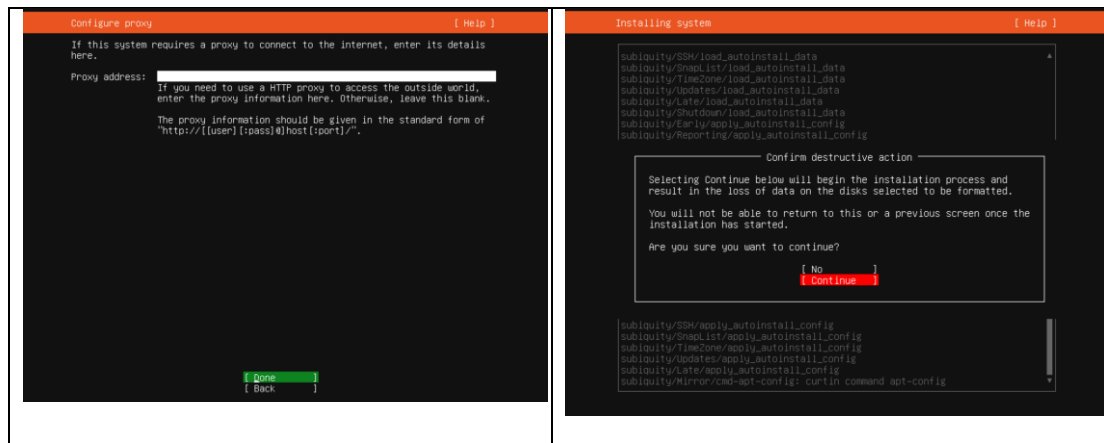 Configure proxy [ Help ]
If this system requires a proxy to connect to the internet, enter its details
here.
Proxy address:
If you need to use a HTTP proxy to access the outside world,
enter the proxy information here. Otherwise, leave this blank.
The proxy information should be given in the standard form of
"http://[[user][:pass]@]host[:port]/".
[ Done ]
[ Back ]
Installing system [ Help ]
subiquity/SSH/load_autoinstall_data
subiquity/SnapList/load_autoinstall_data
subiquity/TimeZone/load_autoinstall_data
subiquity/Updates/load_autoinstall_data
subiquity/Late/load_autoinstall_data
subiquity/Shutdown/load_autoinstall_data
subiquity/Early/apply_autoinstall_config
subiquity/Reporting/apply_autoinstall_config
Confirm destructive action
Selecting Continue below will begin the installation process and
result in the loss of data on the disks selected to be formatted.
You will not be able to return to this or a previous screen once the
installation has started.
Are you sure you want to continue?
[ No ]
[ Continue ]
subiquity/SSH/apply_autoinstall_config
subiquity/SnapList/apply_autoinstall_config
subiquity/TimeZone/apply_autoinstall_config
subiquity/Updates/apply_autoinstall_config
subiquity/Late/apply_autoinstall_config
subiquity/Mirror/cmd-apt-config: curtin command apt-config